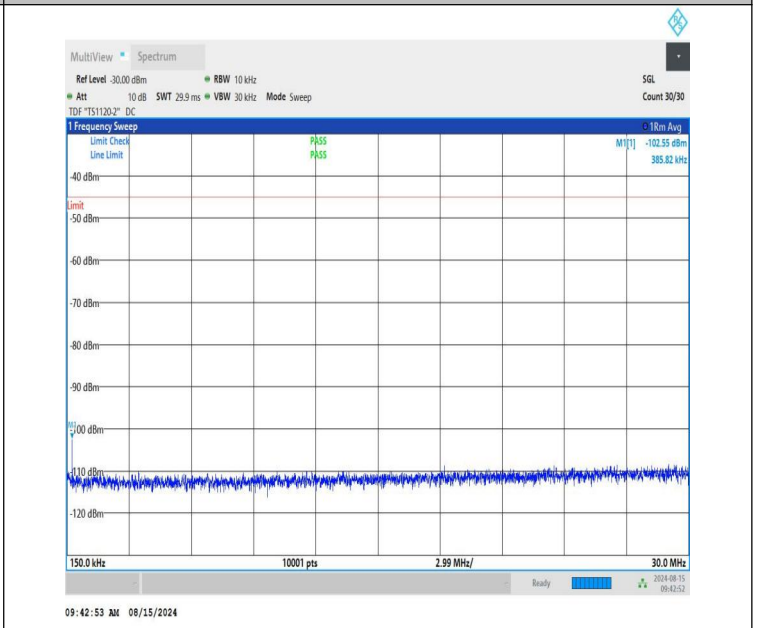 R S
MultiView Spectrum
Ref Level -30.00 dBm RBW 10 kHz SGL
Att 10 dB SWT 29.9 ms VBW 30 kHz Mode Sweep Count 30/30
TDF "TS1120-2" DC
1 Frequency Sweep 1Rm Avg
Limit Check PASS M1[1] -102.55 dBm
Line Limit PASS 385.82 kHz
-40 dBm
Limit
-50 dBm
-60 dBm
-70 dBm
-80 dBm
-90 dBm
M1
-100 dBm
-110 dBm
-120 dBm
150.0 kHz 10001 pts 2.99 MHz/ 30.0 MHz
Ready 2024-08-15
09:42:52
09:42:53 AM 08/15/2024